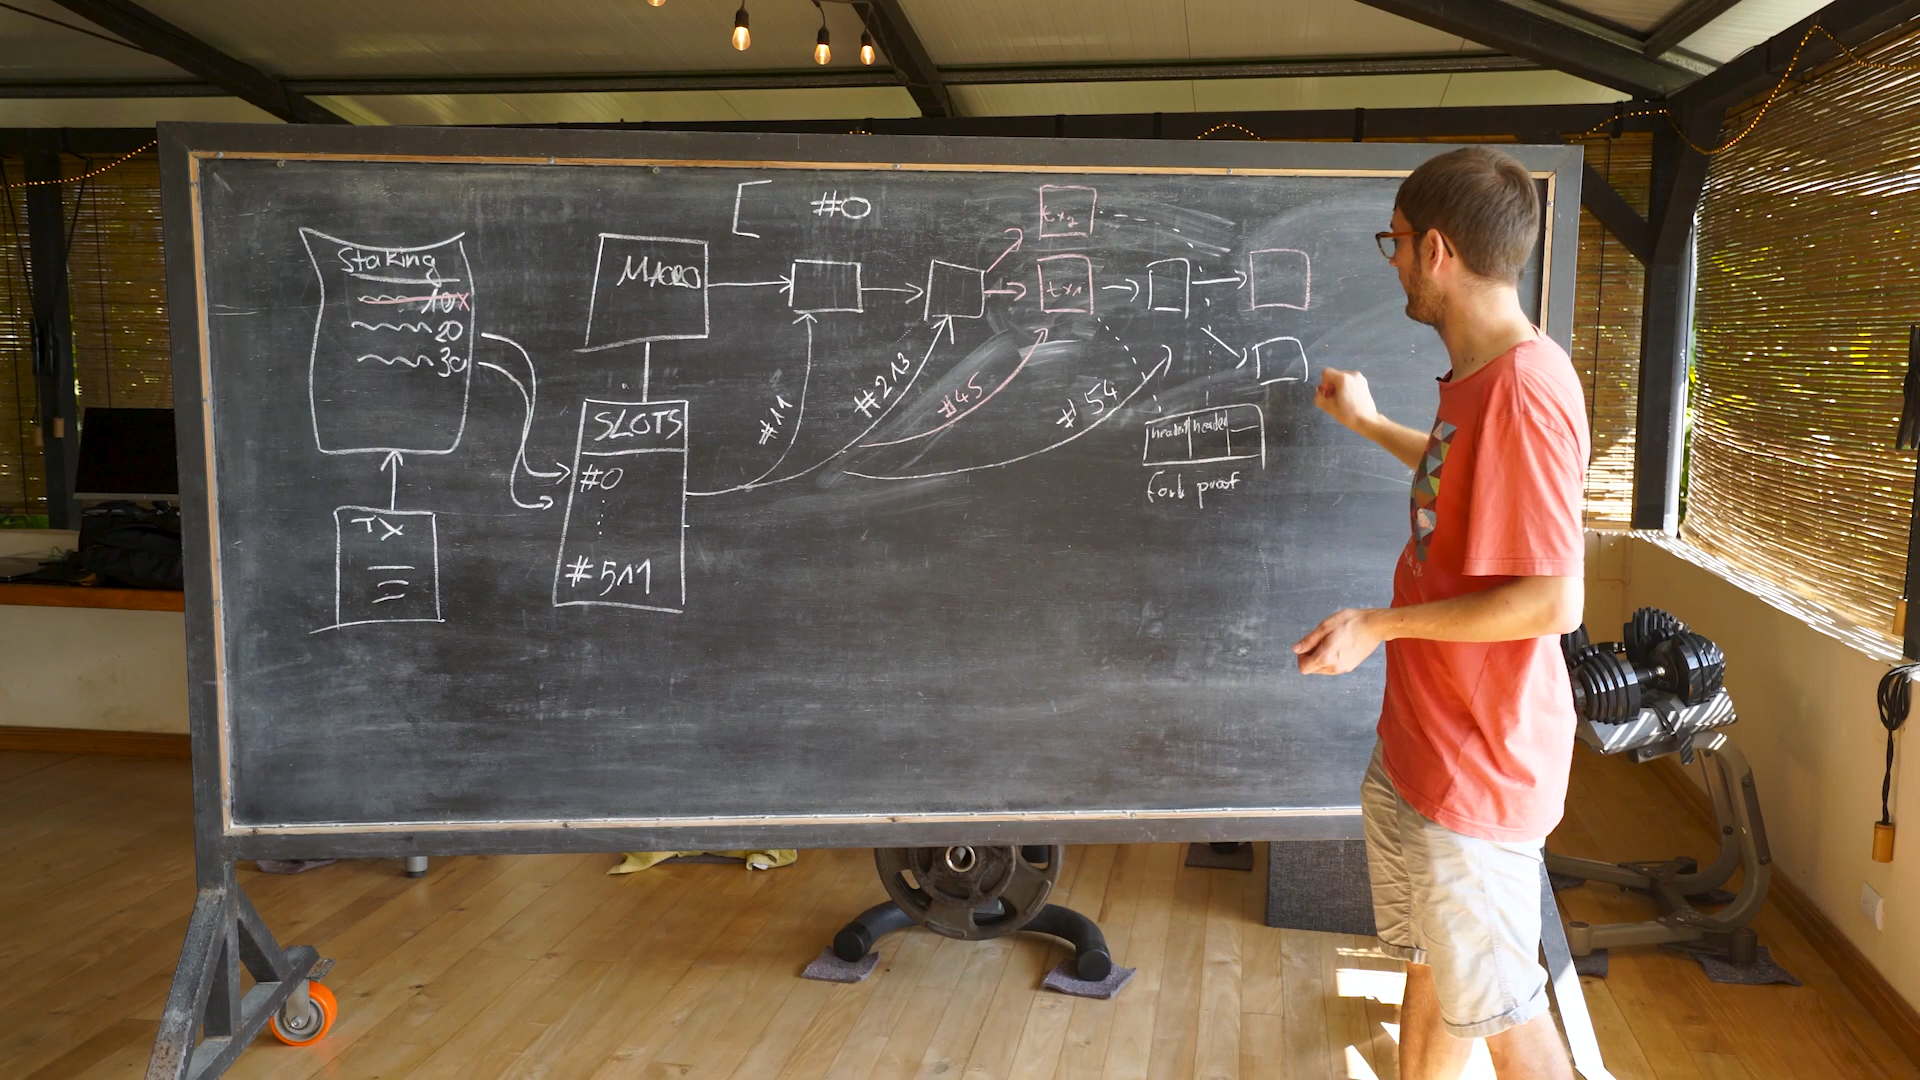 #0
Staking
10x
20
30
TX
MACRO
SLOTS
#0
#511
#11
#213
#45
#54
tx2
tx1
header header
fork proof